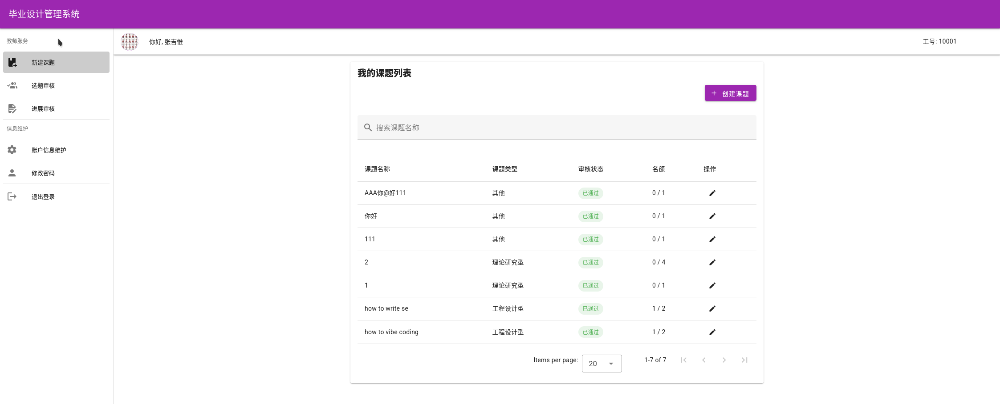 毕业设计管理系统
教师服务
新建课题
选题审核
进展审核
信息维护
账户信息维护
修改密码
退出登录
你好, 张吉惟
工号: 10001
我的课题列表
+ 创建课题
搜索课题名称
课题名称 课题类型 审核状态 名额 操作
AAA你@好111 其他 已通过 0 / 1
你好 其他 已通过 0 / 1
111 其他 已通过 0 / 1
2 理论研究型 已通过 0 / 4
1 理论研究型 已通过 0 / 1
how to write se 工程设计型 已通过 1 / 2
how to vibe coding 工程设计型 已通过 1 / 2
Items per page: 20 1-7 of 7